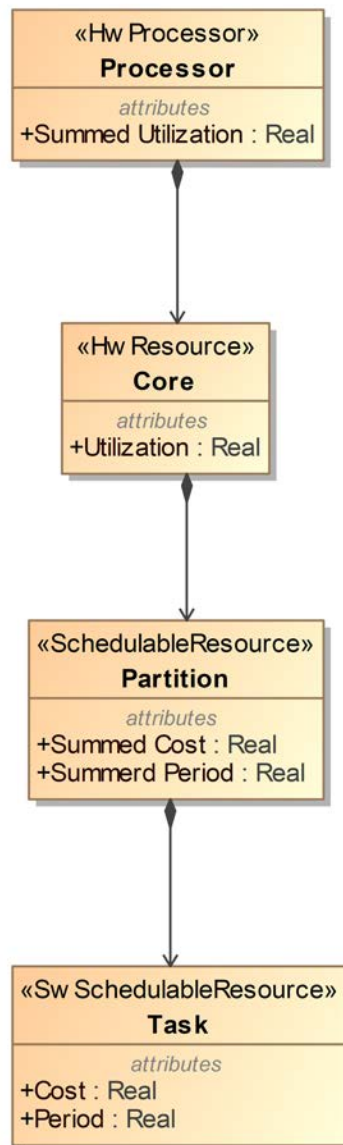 «Hw Processor»
Processor
attributes
+Summed Utilization : Real
«Hw Resource»
Core
attributes
+Utilization : Real
«SchedulableResource»
Partition
attributes
+Summed Cost : Real
+Summerd Period : Real
«Sw SchedulableResource»
Task
attributes
+Cost : Real
+Period : Real